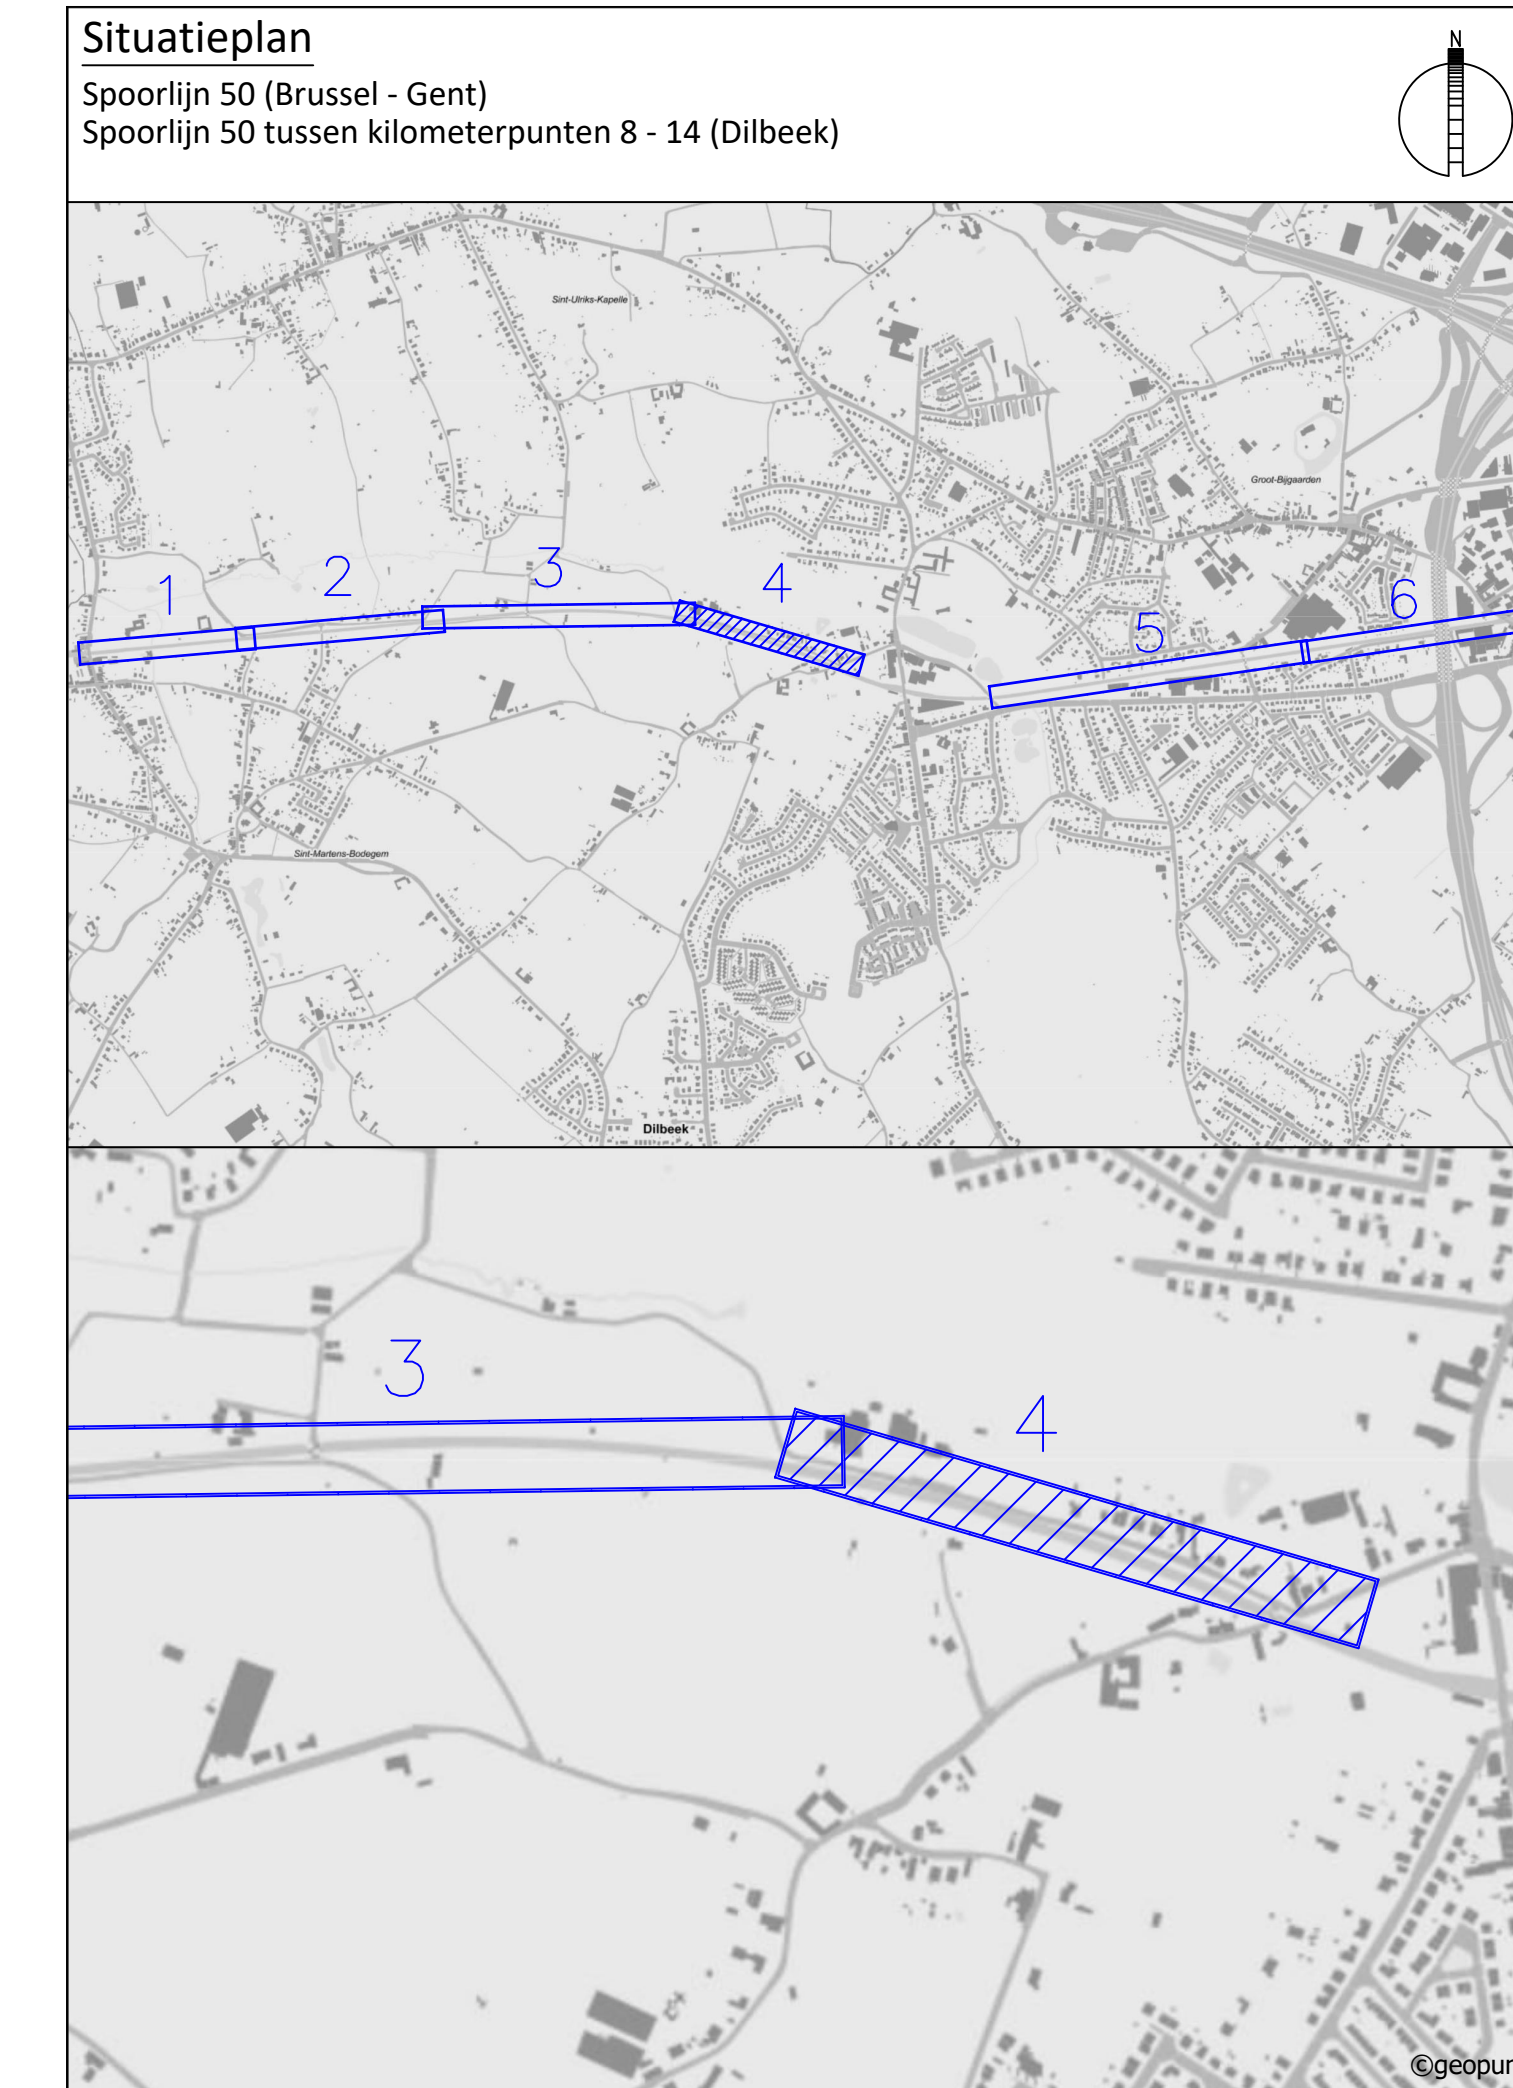 Situatieplan
N
Spoorlijn 50 (Brussel - Gent)
Spoorlijn 50 tussen kilometerpunten 8 - 14 (Dilbeek)
Sint-Ulriks-Kapelle
Groot-Bijgaarden
1
2
3
4
5
6
Sint-Martens-Bodegem
Dilbeek
3
4